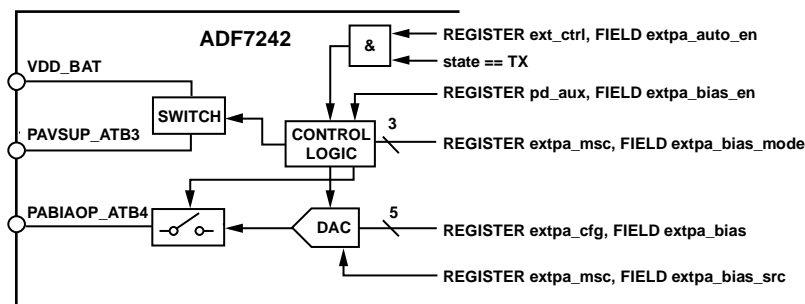 ADF7242
REGISTER ext_ctrl, FIELD extpa_auto_en
&
state == TX
VDD_BAT
REGISTER pd_aux, FIELD extpa_bias_en
SWITCH
PAVSUP_ATB3
CONTROL
LOGIC
3
REGISTER extpa_msc, FIELD extpa_bias_mode
PABIAOP_ATB4
DAC
5
REGISTER extpa_cfg, FIELD extpa_bias
REGISTER extpa_msc, FIELD extpa_bias_src